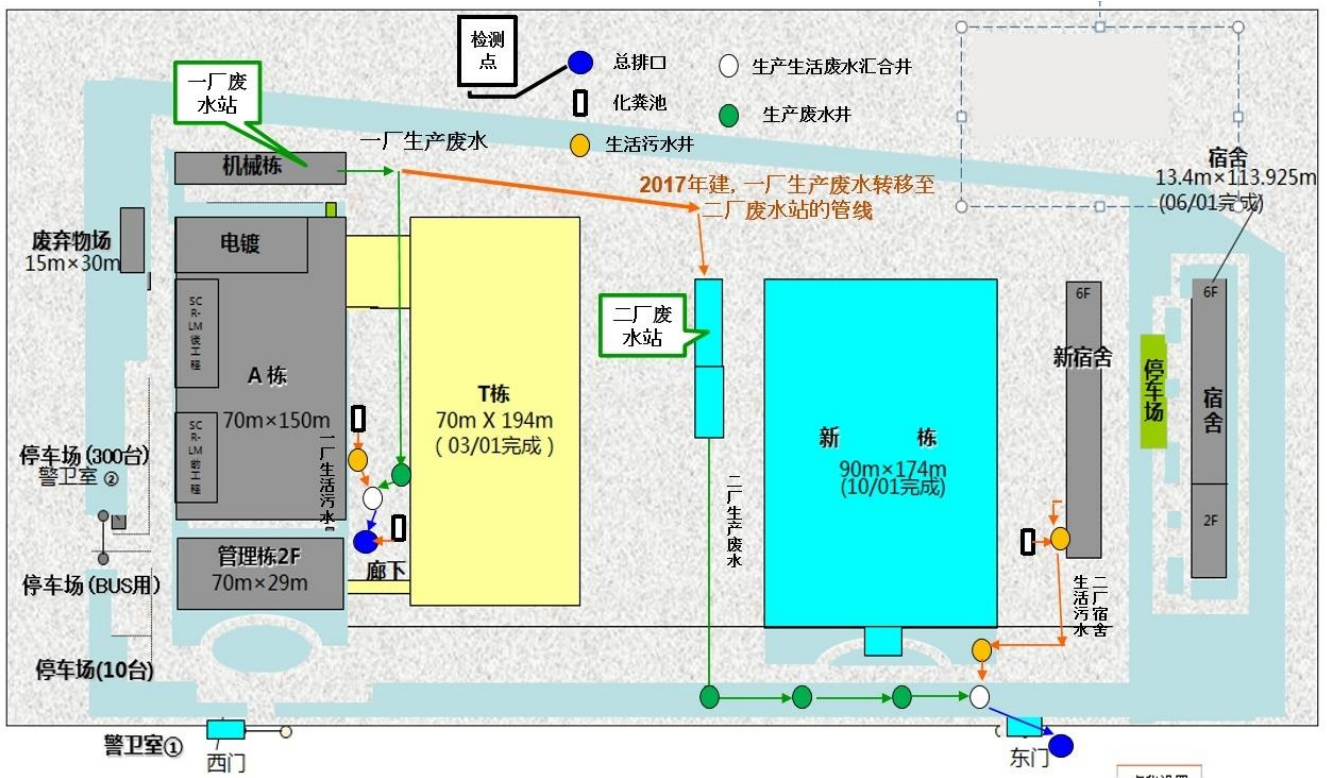 检测
点
总排口
生产生活废水汇合井
化粪池
生产废水井
生活污水井
一厂废
水站
一厂生产废水
机械栋
2017年建,一厂生产废水转移至
二厂废水站的管线
宿舍
13.4m×113.925m
(06/01完成)
废弃物场
15m×30m
电镀
SC
R-
LM
后
工
程
A 栋
70m×150m
SC
R-
LM
前
工
程
T栋
70m X 194m
( 03/01完成 )
二厂废
水站
新 栋
90m×174m
(10/01完成)
6F
新宿舍
停
车
场
6F
宿
舍
2F
停车场 (300台)
警卫室 ②
一
厂
生
活
污
水
二
厂
生
产
废
水
管理栋2F
70m×29m
廊下
停车场 (BUS用)
二
厂
宿
舍
生
活
污
水
停车场(10台)
警卫室①
西门
东门